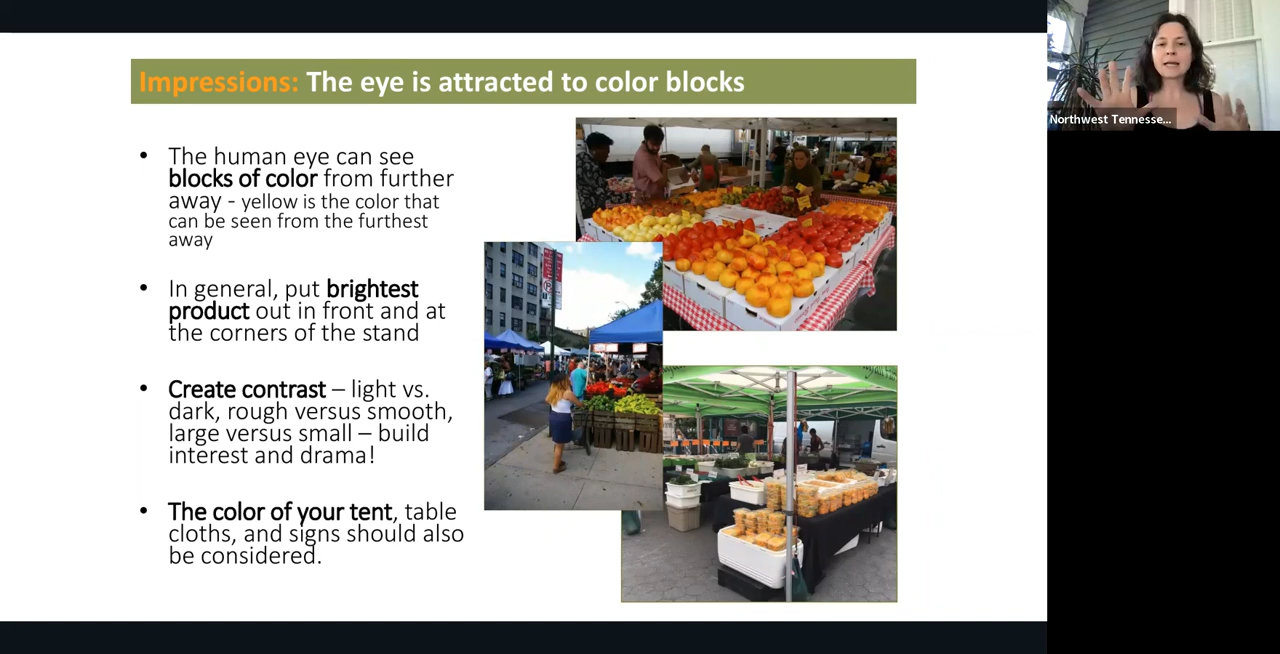 Impressions: The eye is attracted to color blocks
• The human eye can see
blocks of color from further
away - yellow is the color that
can be seen from the furthest
away
• In general, put brightest
product out in front and at
the corners of the stand
• Create contrast – light vs.
dark, rough versus smooth,
large versus small – build
interest and drama!
• The color of your tent, table
cloths, and signs should also
be considered.
Northwest Tennesse...